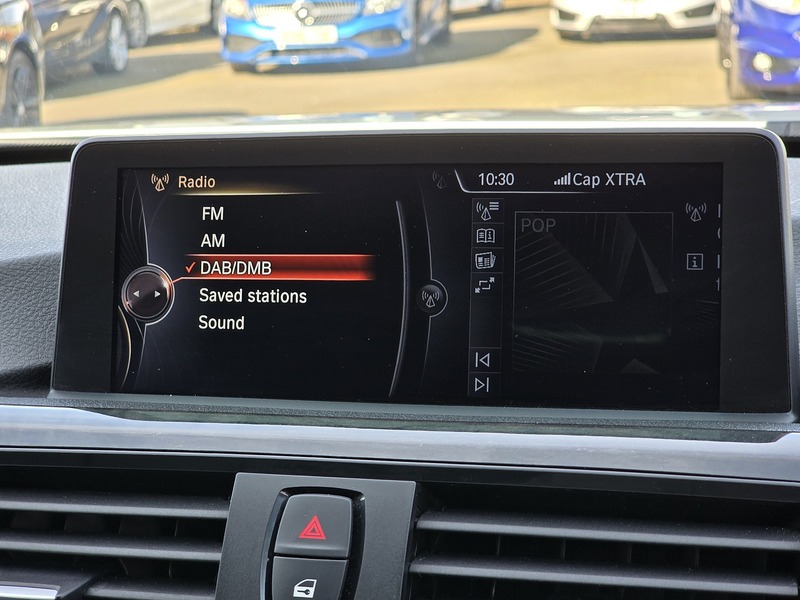 Radio
10:30 Cap XTRA
FM
AM
DAB/DMB
Saved stations
Sound
POP